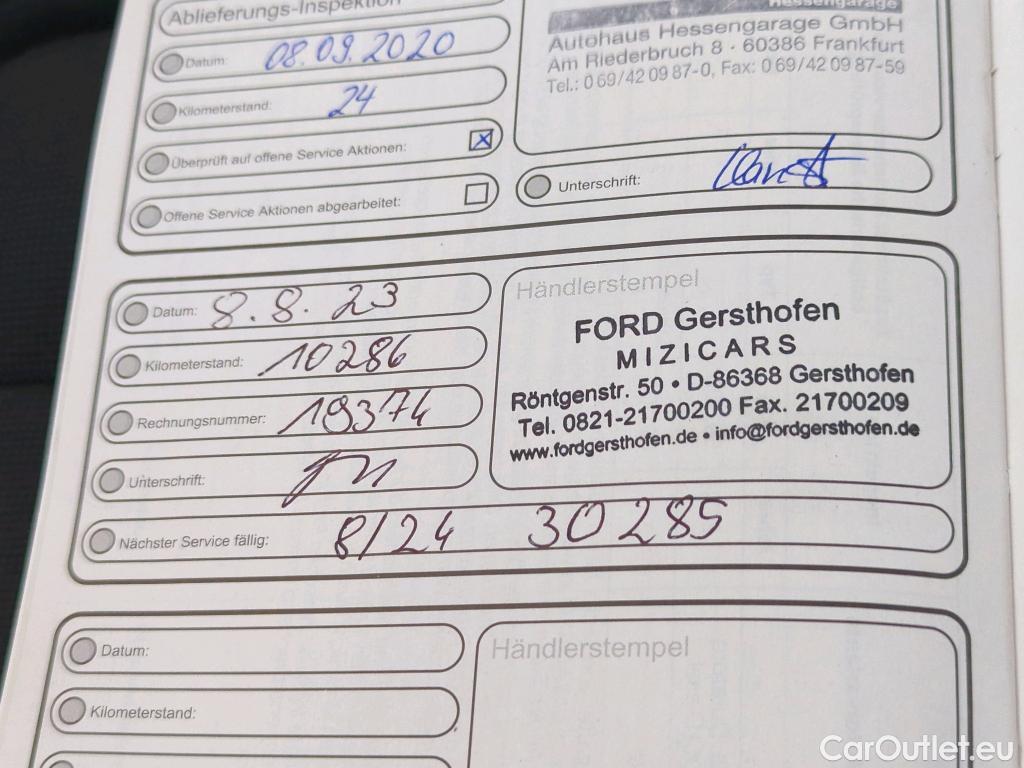 Ablieferungs-Inspektion
Hessengarage
Datum: 08.09.2020
Autohaus Hessengarage GmbH
Am Riederbruch 8 · 60386 Frankfurt
Tel.: 0 69/42 09 87-0, Fax: 0 69/42 09 87-59
Kilometerstand: 24
Überprüft auf offene Service Aktionen: X
Offene Service Aktionen abgearbeitet:
Unterschrift:
Händlerstempel
Datum: 8.8.23
FORD Gersthofen
MIZICARS
Kilometerstand: 10286
Röntgenstr. 50 • D-86368 Gersthofen
Rechnungsnummer: 19374
Tel. 0821-21700200 Fax. 21700209
www.fordgersthofen.de • info@fordgersthofen.de
Unterschrift:
Nächster Service fällig: 8/24 30285
Datum:
Händlerstempel
Kilometerstand:
CarOutlet.eu